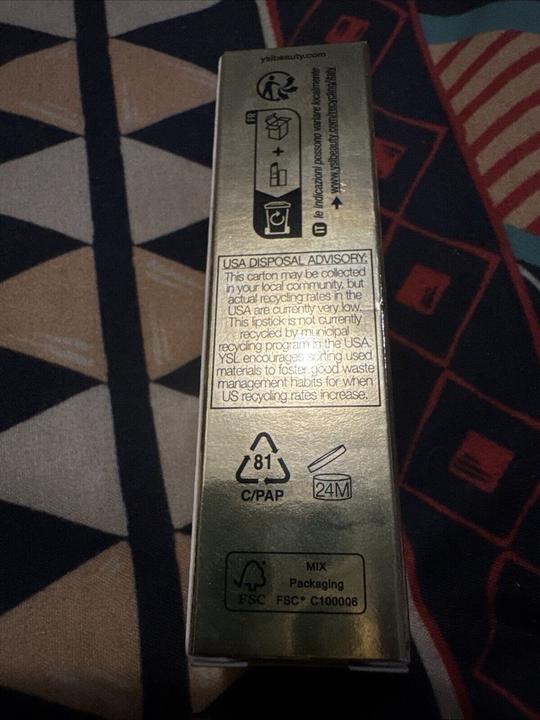 yslbeauty.com
FR
+
IT le indicazioni possono variare localmente
www.yslbeauty.com/recycling/italy
USA DISPOSAL ADVISORY:
This carton may be collected
in your local community, but
actual recycling rates in the
USA are currently very low.
This lipstick is not currently
recycled by municipal
recycling program in the USA.
YSL encourages sorting used
materials to foster good waste
management habits for when
US recycling rates increase.
81
C/PAP
24M
MIX
Packaging
FSC FSC® C100006